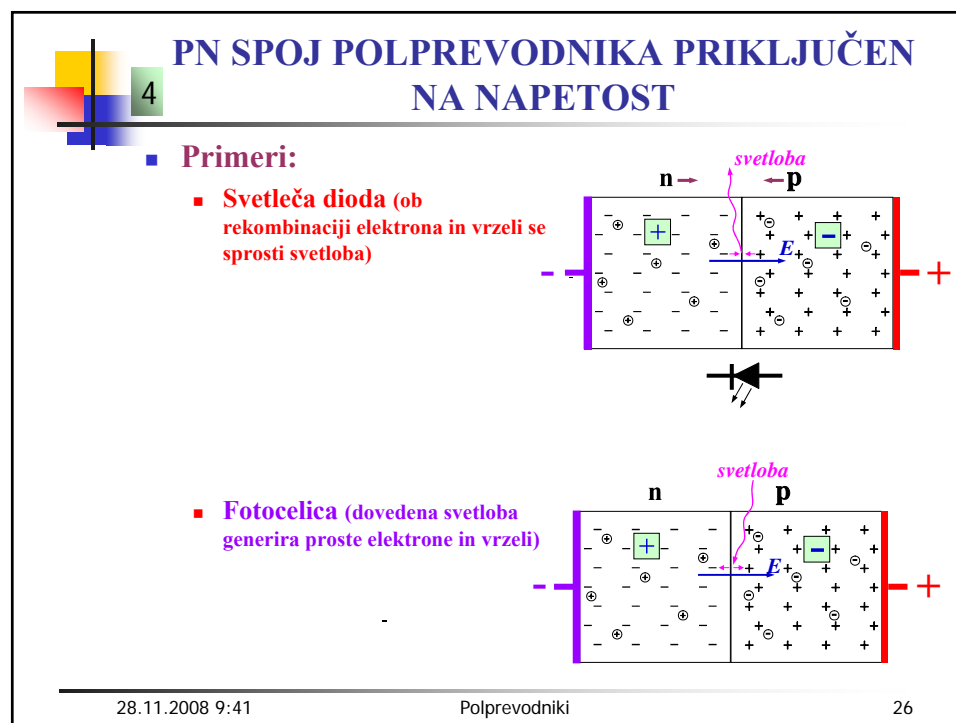 PN SPOJ POLPREVODNIKA PRIKLJUČEN
NA NAPETOST
4
Primeri:
Svetleča dioda (ob
rekombinaciji elektrona in vrzeli se
sprosti svetloba)
svetloba
n
p
+
-
E
-
+
Fotocelica (dovedena svetloba
generira proste elektrone in vrzeli)
svetloba
n
p
+
-
E
-
+
28.11.2008 9:41
Polprevodniki
26